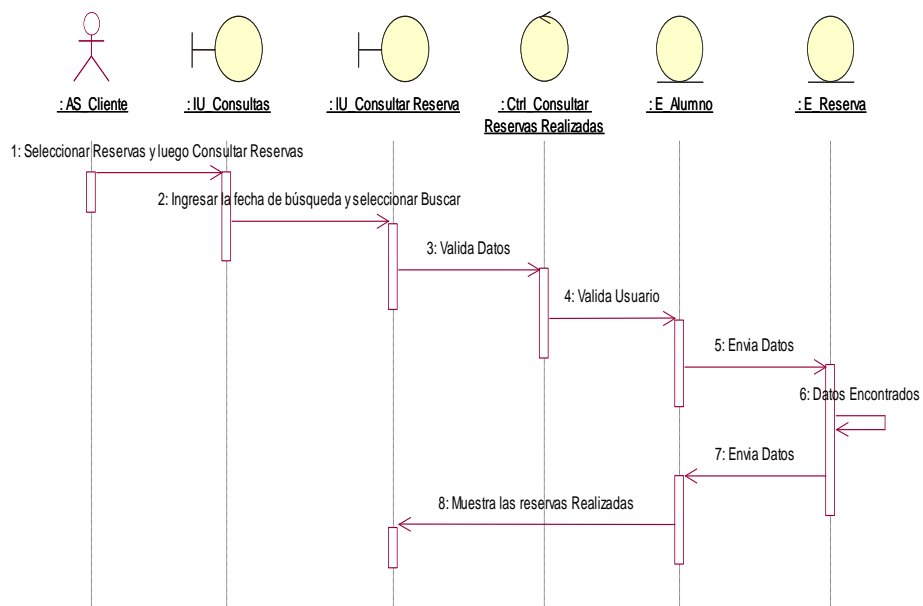 : AS_Cliente
: IU_Consultas
: IU_Consultar Reserva
: Ctrl_Consultar
Reservas Realizadas
: E_Alumno
: E_Reserva
1: Seleccionar Reservas y luego Consultar Reservas
2: Ingresar la fecha de búsqueda y seleccionar Buscar
3: Valida Datos
4: Valida Usuario
5: Envia Datos
6: Datos Encontrados
7: Envia Datos
8: Muestra las reservas Realizadas